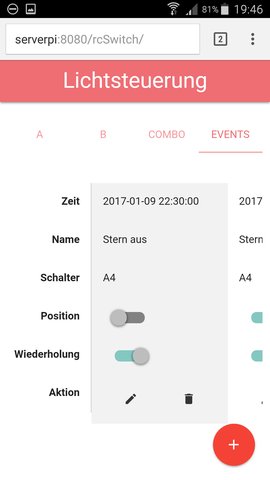 81% 19:46
serverpi:8080/rcSwitch/ 2
Lichtsteuerung
A B COMBO EVENTS
Zeit 2017-01-09 22:30:00 2017
Name Stern aus Stern
Schalter A4 A4
Position
Wiederholung
Aktion
+